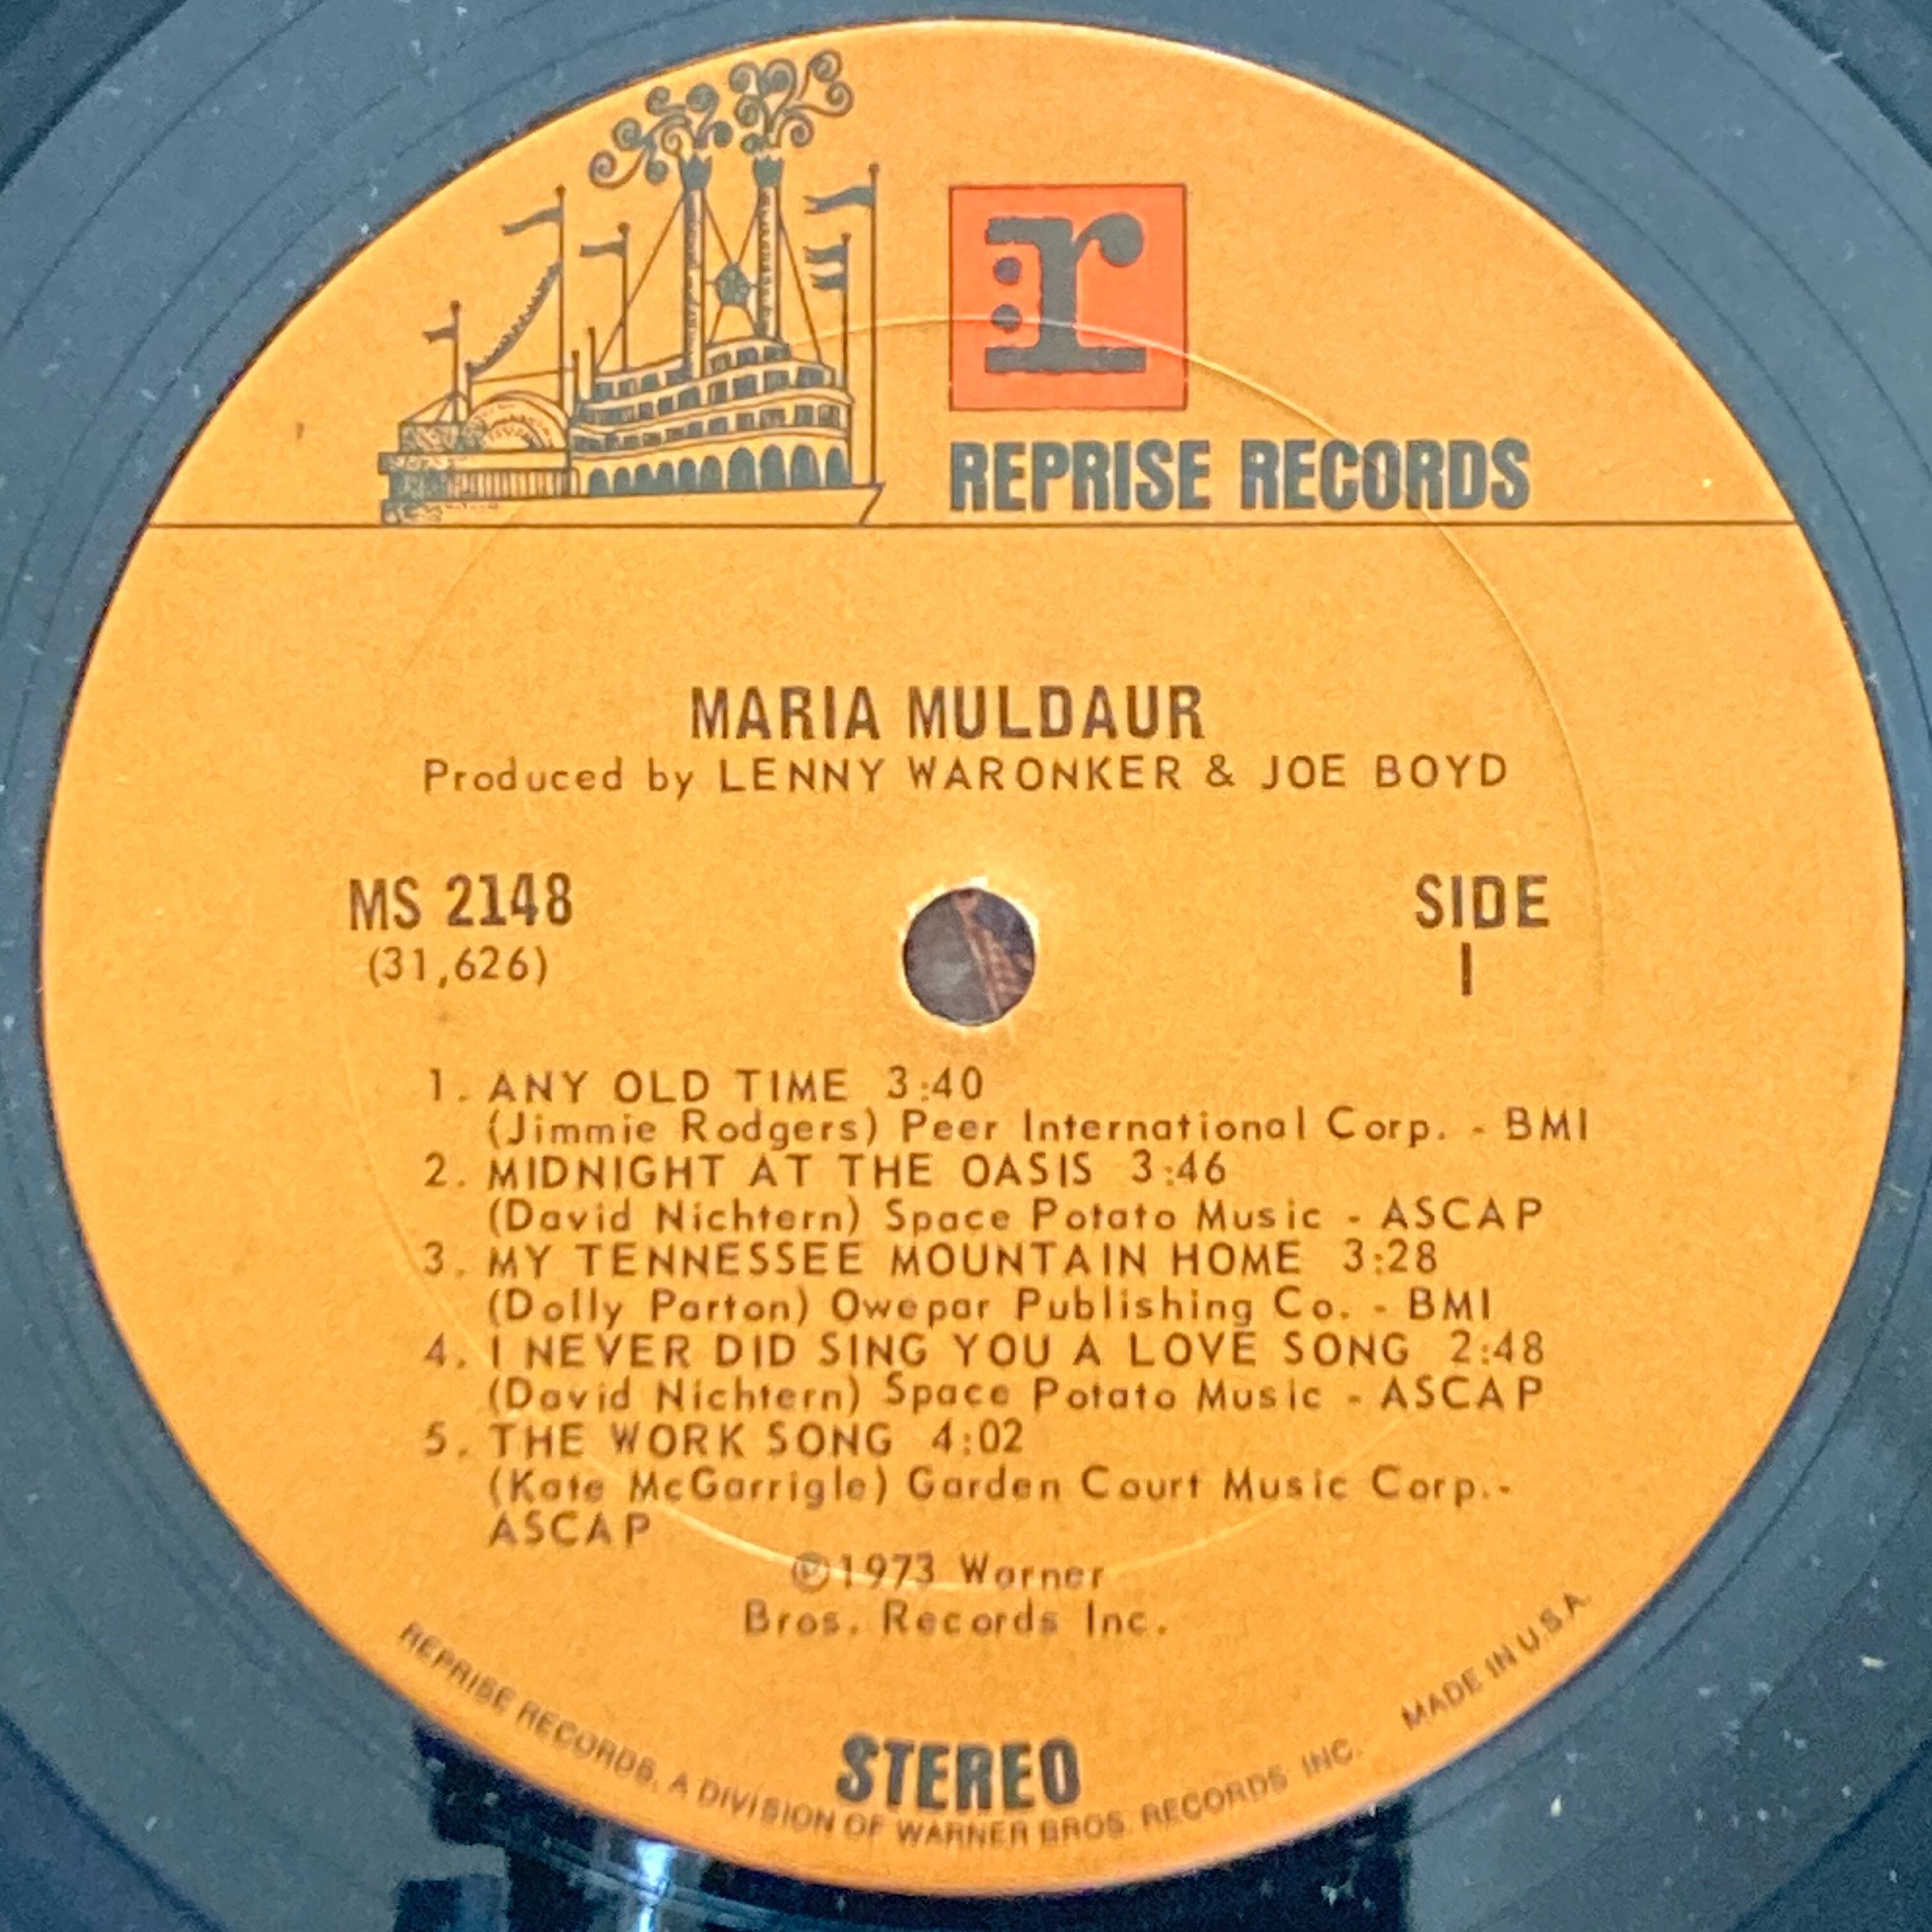 r:
REPRISE RECORDS
MARIA MULDAUR
Produced by LENNY WARONKER & JOE BOYD
MS 2148
(31,626)
SIDE
1
1. ANY OLD TIME 3:40
(Jimmie Rodgers) Peer International Corp. - BMI
2. MIDNIGHT AT THE OASIS 3:46
(David Nichtern) Space Potato Music - ASCAP
3. MY TENNESSEE MOUNTAIN HOME 3:28
(Dolly Parton) Owepar Publishing Co. - BMI
4. I NEVER DID SING YOU A LOVE SONG 2:48
(David Nichtern) Space Potato Music - ASCAP
5. THE WORK SONG 4:02
(Kate McGarrigle) Garden Court Music Corp.-
ASCAP
℗1973 Warner
Bros. Records Inc.
STEREO
REPRISE RECORDS, A DIVISION OF WARNER BROS. RECORDS INC. MADE IN U.S.A.